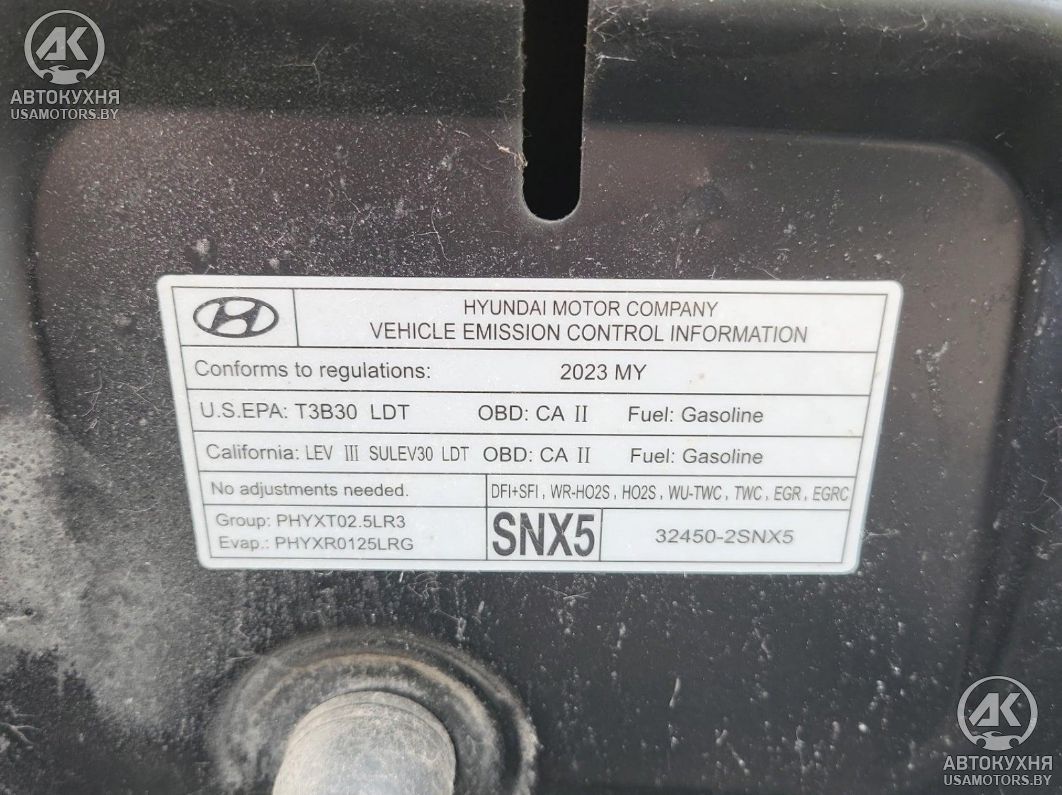 АК
АВТОКУХНЯ
USAMOTORS.BY
HYUNDAI MOTOR COMPANY
VEHICLE EMISSION CONTROL INFORMATION
Conforms to regulations: 2023 MY
U.S.EPA: T3B30 LDT OBD: CA II Fuel: Gasoline
California: LEV III SULEV30 LDT OBD: CA II Fuel: Gasoline
No adjustments needed. DFI+SFI, WR-HO2S, HO2S, WU-TWC, TWC, EGR, EGRC
Group: PHYXT02.5LR3
Evap.: PHYXR0125LRG
SNX5
32450-2SNX5
АК
АВТОКУХНЯ
USAMOTORS.BY